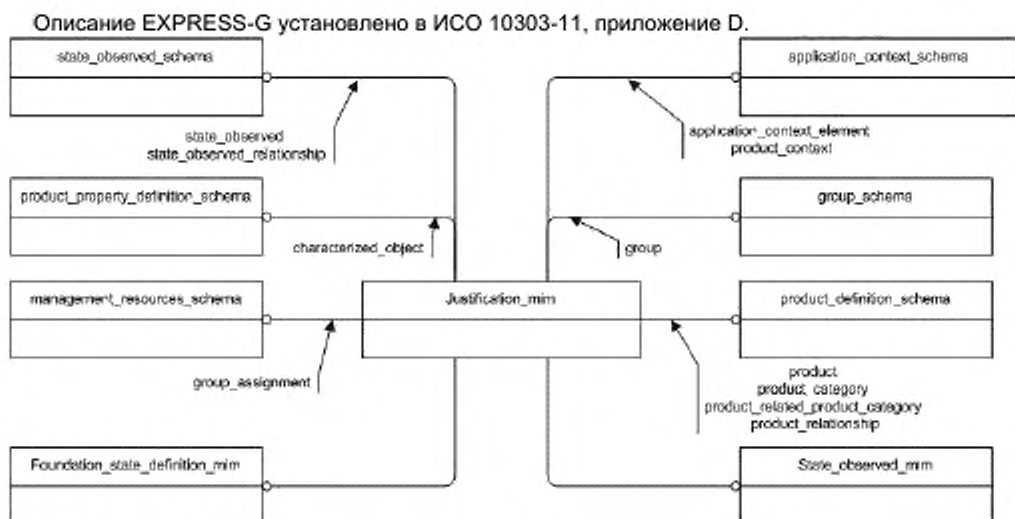 Описание EXPRESS-G установлено в ИСО 10303-11, приложение D.
state_observed_schema
application_context_schema
state_observed
state_observed_relationship
application_context_element
product_context
product_property_definition_schema
group_schema
characterized_object
group
management_resources_schema
Justification_mim
product_definition_schema
group_assignment
product
product_category
product_related_product_category
product_relationship
Foundation_state_definition_mim
State_observed_mim